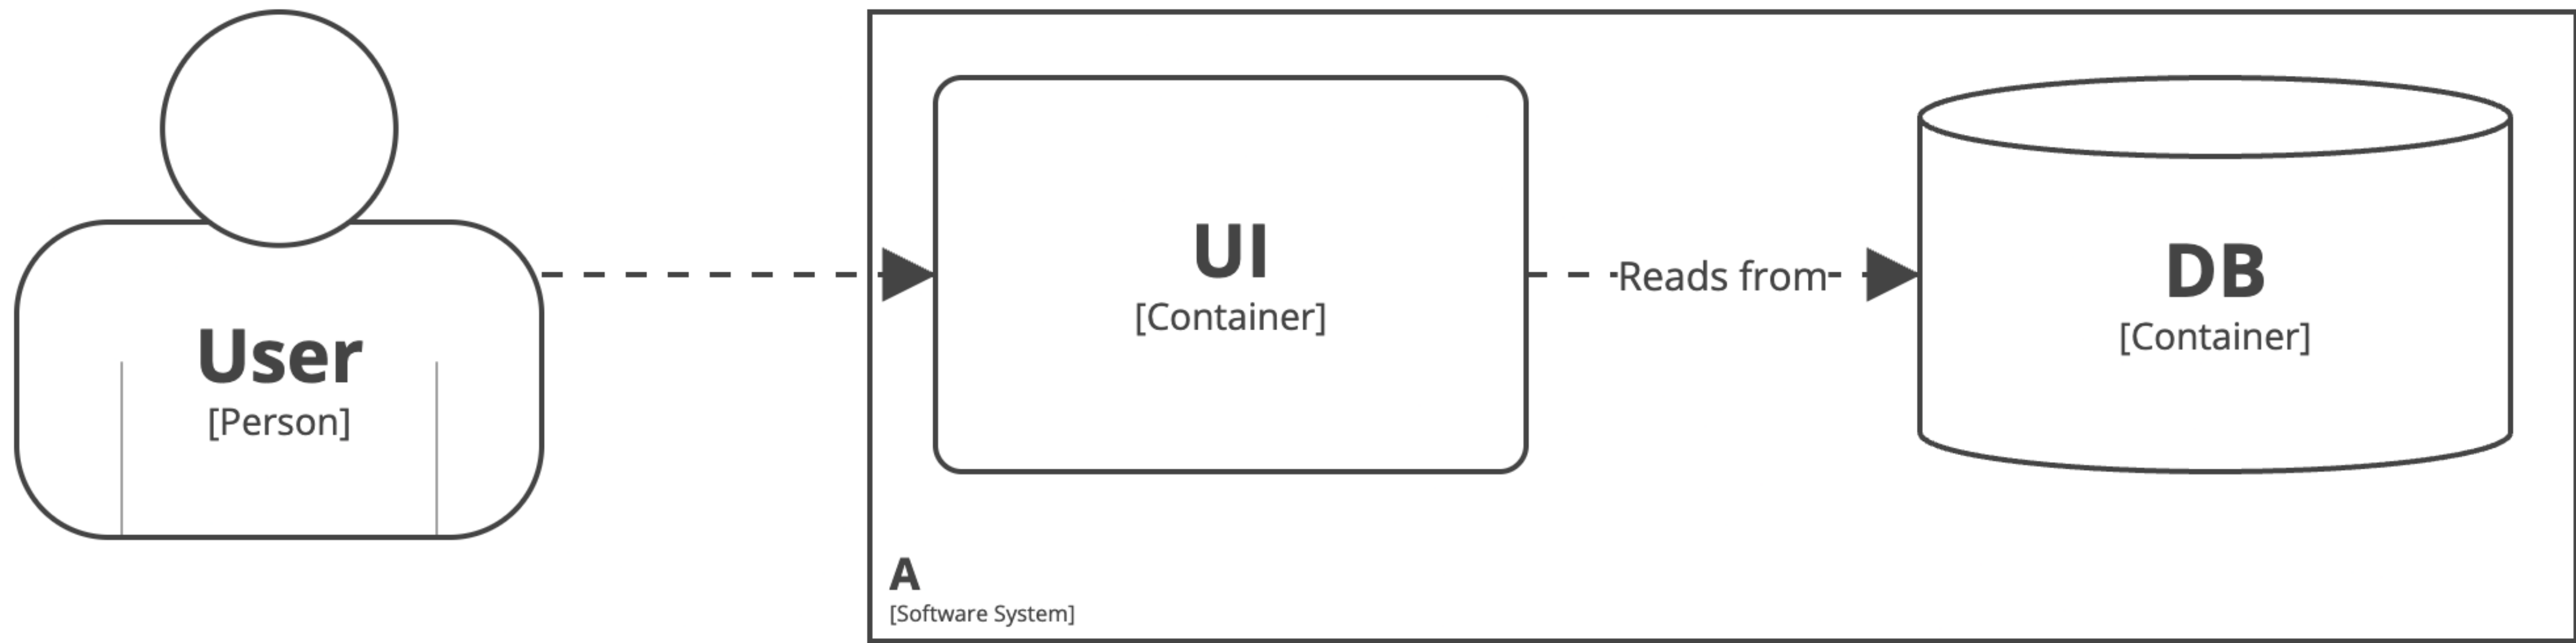 User
[Person]
UI
[Container]
Reads from
DB
[Container]
A
[Software System]